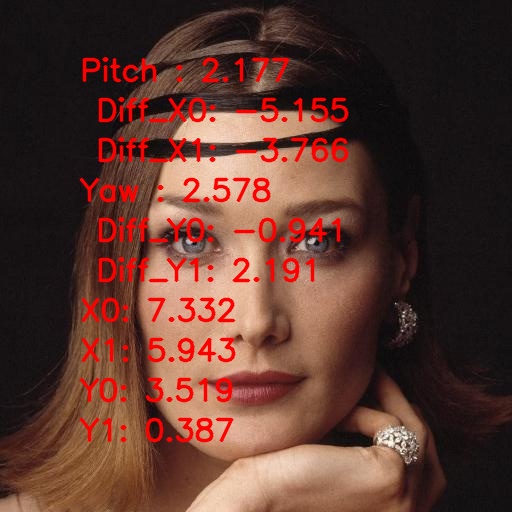 Pitch : 2.177
Diff_X0: -5.155
Diff_X1: -3.766
Yaw : 2.578
Diff_Y0: -0.941
Diff_Y1: 2.191
X0: 7.332
X1: 5.943
Y0: 3.519
Y1: 0.387